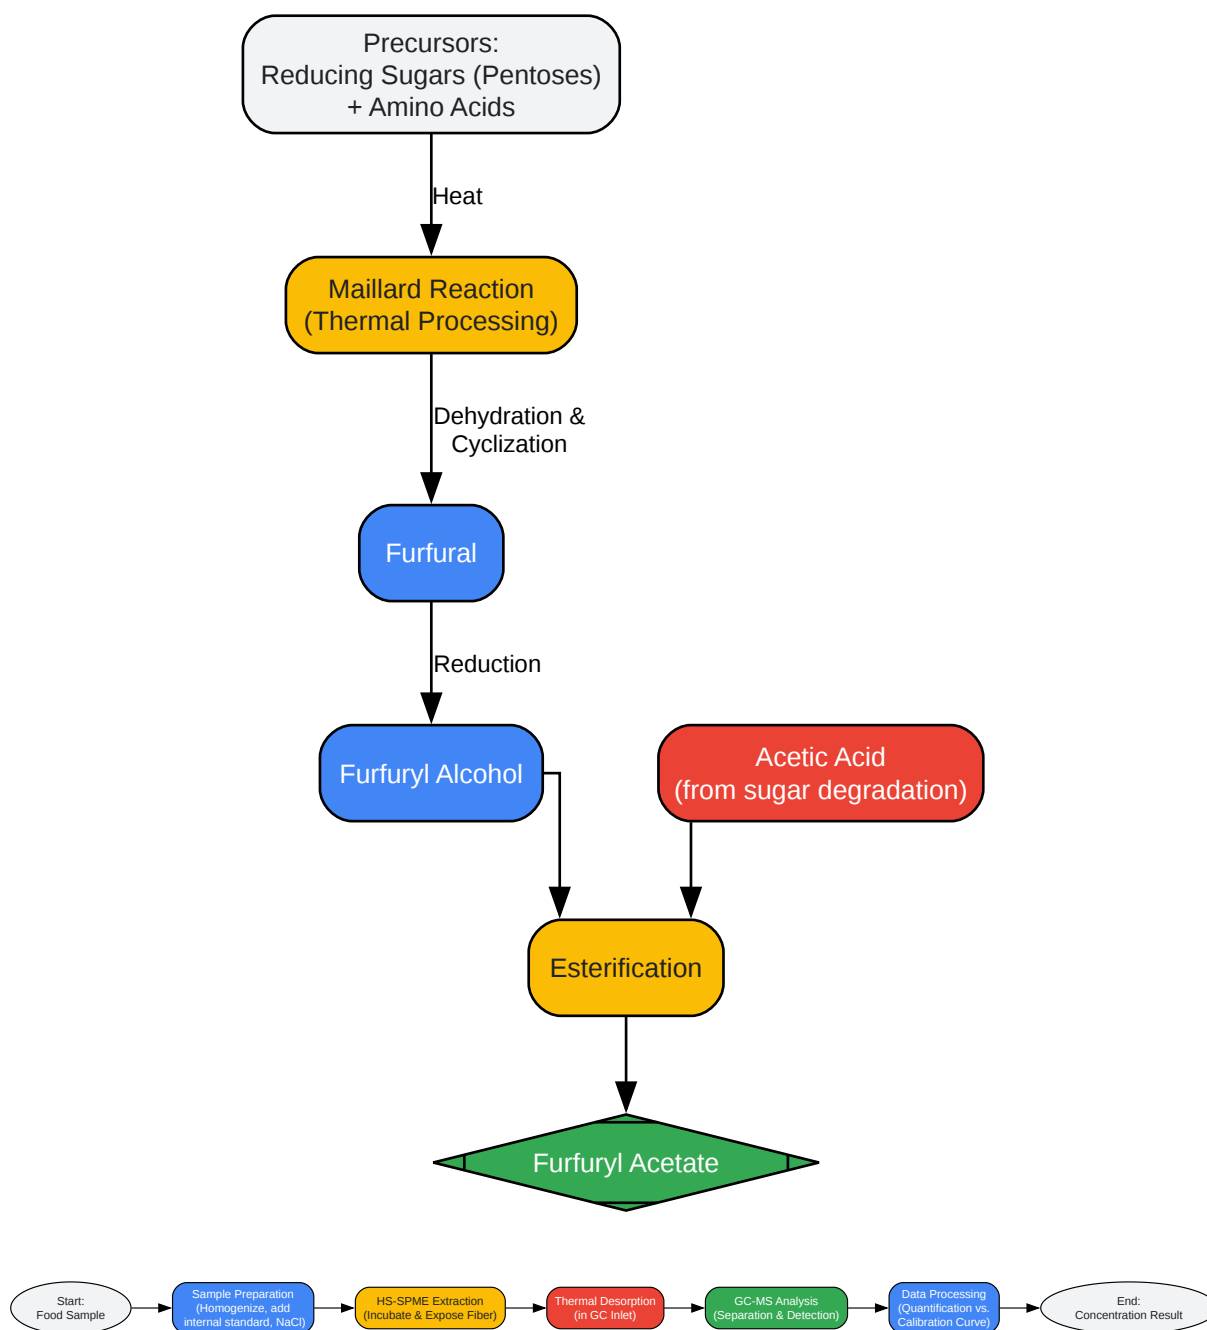 Precursors:
Reducing Sugars (Pentoses)
+ Amino Acids
Heat
Maillard Reaction
(Thermal Processing)
Dehydration &
Cyclization
Furfural
Reduction
Furfuryl Alcohol
Acetic Acid
(from sugar degradation)
Esterification
Furfuryl Acetate
Start:
Food Sample
Sample Preparation
(Homogenize, add
internal standard, NaCl)
HS-SPME Extraction
(Incubate & Expose Fiber)
Thermal Desorption
(in GC Inlet)
GC-MS Analysis
(Separation & Detection)
Data Processing
(Quantification vs.
Calibration Curve)
End:
Concentration Result